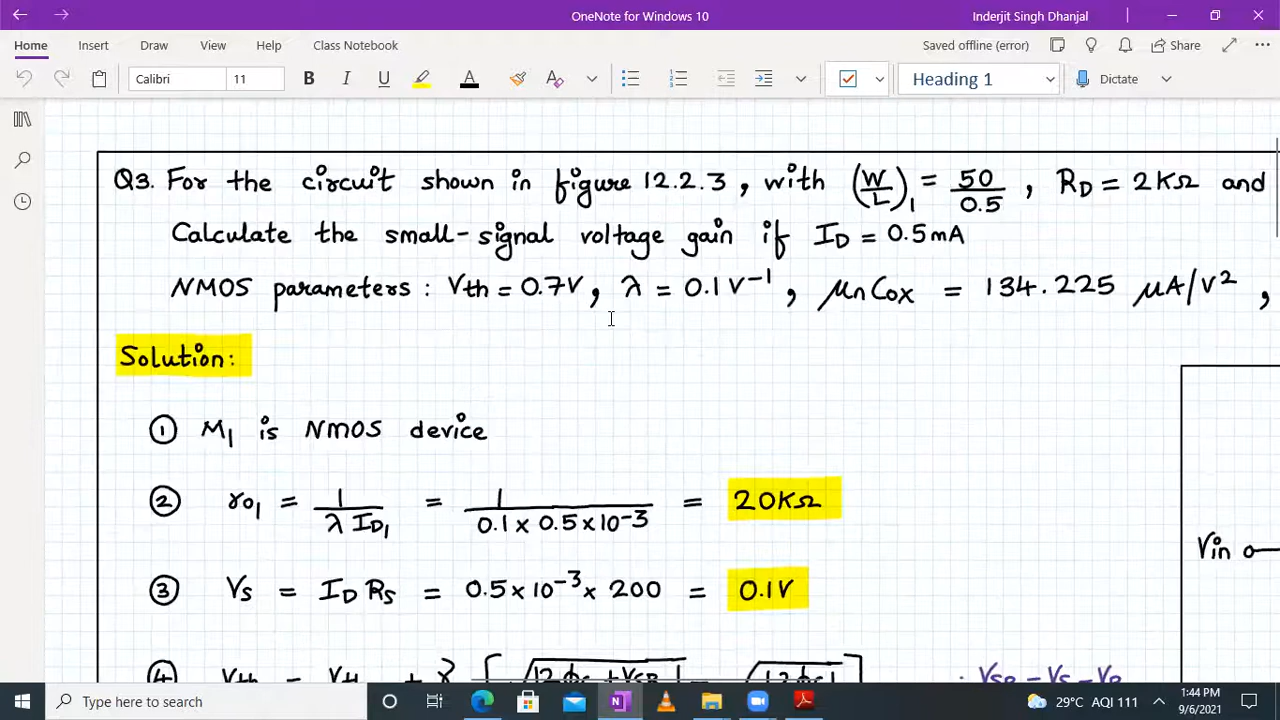 OneNote for Windows 10
Inderjit Singh Dhanjal
Home Insert Draw View Help Class Notebook
Saved offline (error) Share
Calibri 11 B I U A Heading 1 Dictate
Q3. For the circuit shown in figure 12.2.3, with (W/L)₁ = 50/0.5, RD = 2KΩ and
Calculate the small-signal voltage gain if ID = 0.5mA
NMOS parameters: Vth = 0.7V, λ = 0.1 V⁻¹, μnCox = 134.225 μA/V²,
Solution:
① M₁ is NMOS device
② ro₁ = 1/(λ ID₁) = 1/(0.1 x 0.5 x 10⁻³) = 20KΩ
Vin
③ Vs = ID Rs = 0.5 x 10⁻³ x 200 = 0.1V
④
Type here to search
29°C AQI 111
1:44 PM
9/6/2021